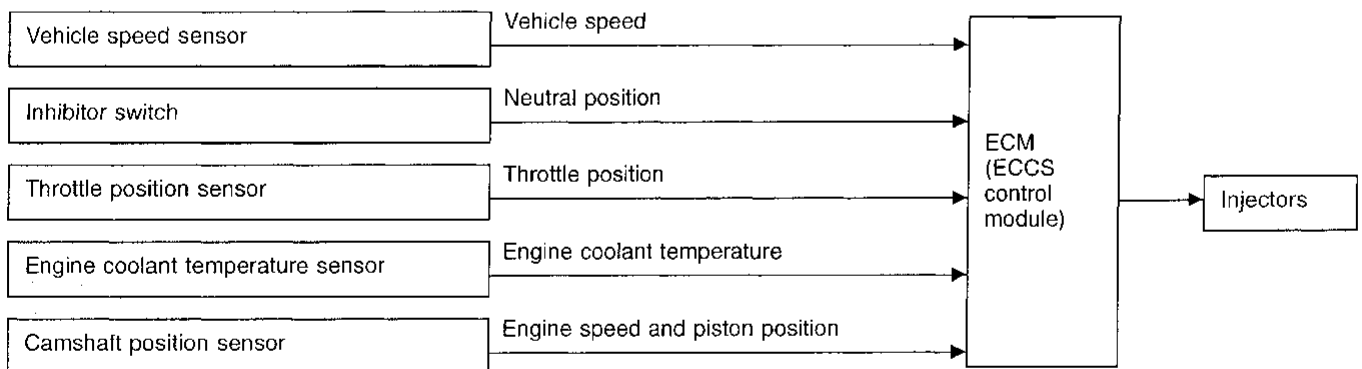 Vehicle speed sensor
Vehicle speed
Inhibitor switch
Neutral position
Throttle position sensor
Throttle position
Engine coolant temperature sensor
Engine coolant temperature
Camshaft position sensor
Engine speed and piston position
ECM
(ECCS
control
module)
Injectors